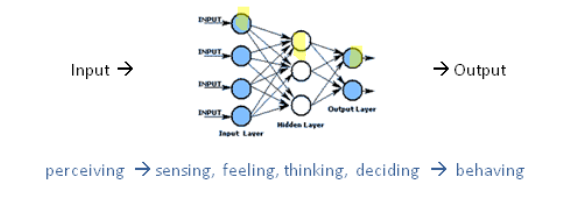 INPUT
INPUT
Input → → Output
INPUT
INPUT
Output Layer
Hidden Layer
Input Layer
perceiving → sensing, feeling, thinking, deciding → behaving